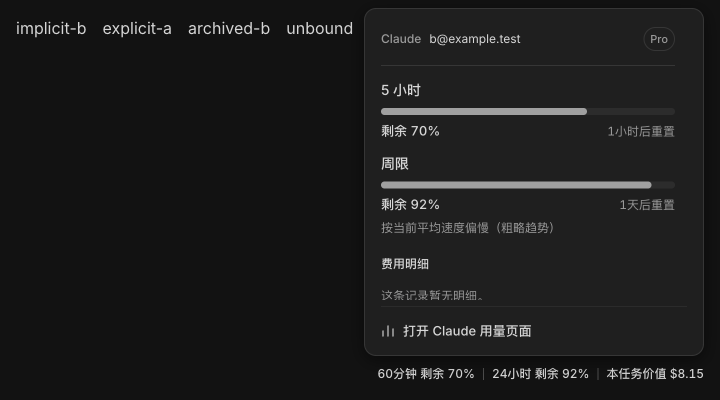 implicit-b explicit-a archived-b unbound
Claude b@example.test Pro
5 小时
剩余 70% 1小时后重置
周限
剩余 92% 1天后重置
按当前平均速度偏慢（粗略趋势）
费用明细
这条记录暂无明细。
打开 Claude 用量页面
60分钟 剩余 70% | 24小时 剩余 92% | 本任务价值 $8.15